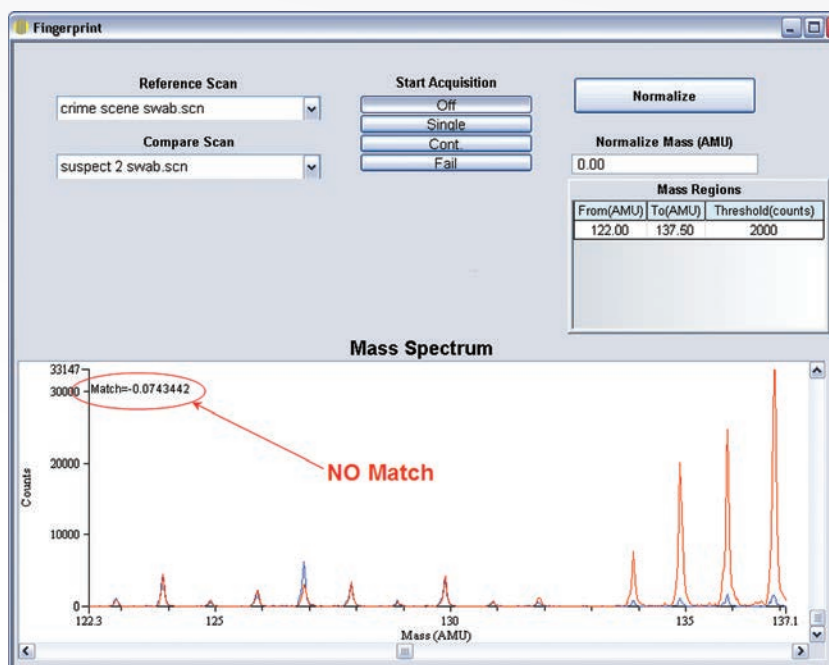 Fingerprint
Reference Scan
crime scene swab.scn
Compare Scan
suspect 2 swab.scn
Start Acquisition
Off
Single
Cont.
Fail
Normalize
Normalize Mass (AMU)
0.00
Mass Regions
From(AMU) To(AMU) Threshold(counts)
122.00 137.50 2000
Mass Spectrum
33147
30000
20000
10000
0
Counts
Match=-0.0743442
NO Match
122.3 125 130 135 137.1
Mass (AMU)